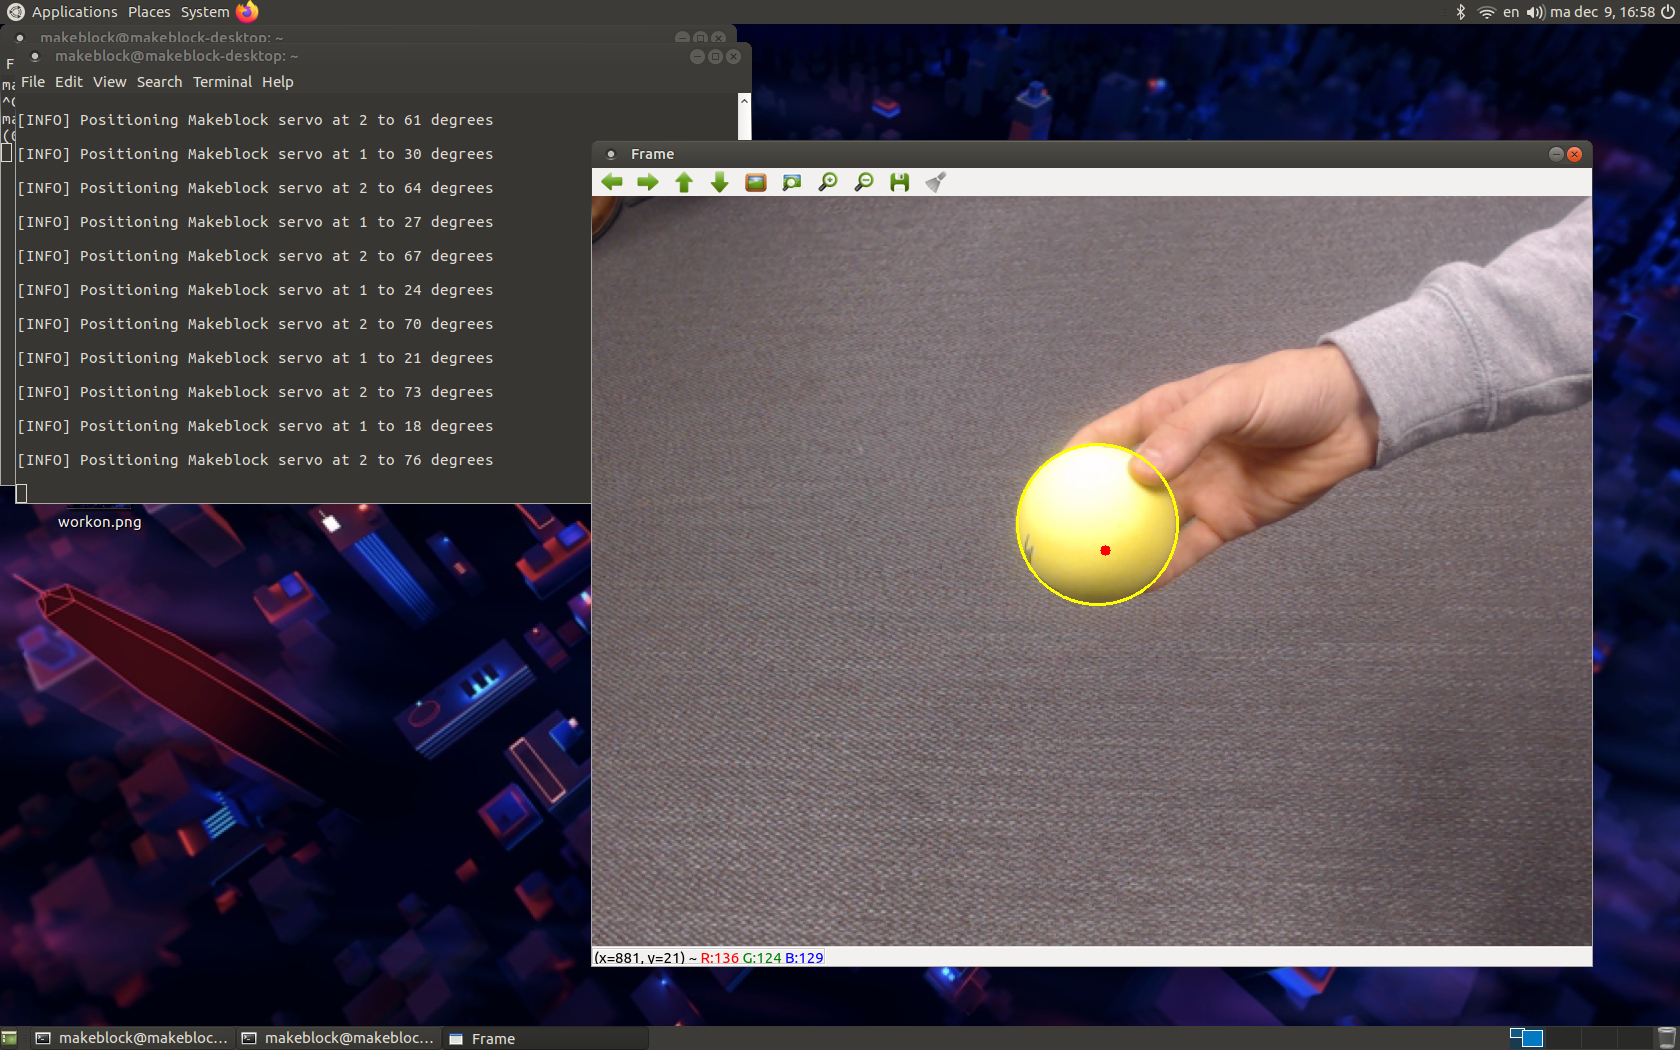 Applications Places System
en ma dec 9, 16:58
makeblock@makeblock-desktop: ~
makeblock@makeblock-desktop: ~
File Edit View Search Terminal Help
[INFO] Positioning Makeblock servo at 2 to 61 degrees
[INFO] Positioning Makeblock servo at 1 to 30 degrees
[INFO] Positioning Makeblock servo at 2 to 64 degrees
[INFO] Positioning Makeblock servo at 1 to 27 degrees
[INFO] Positioning Makeblock servo at 2 to 67 degrees
[INFO] Positioning Makeblock servo at 1 to 24 degrees
[INFO] Positioning Makeblock servo at 2 to 70 degrees
[INFO] Positioning Makeblock servo at 1 to 21 degrees
[INFO] Positioning Makeblock servo at 2 to 73 degrees
[INFO] Positioning Makeblock servo at 1 to 18 degrees
[INFO] Positioning Makeblock servo at 2 to 76 degrees
workon.png
Frame
(x=881, y=21) ~ R:136 G:124 B:129
makeblock@makebloc... makeblock@makebloc... Frame